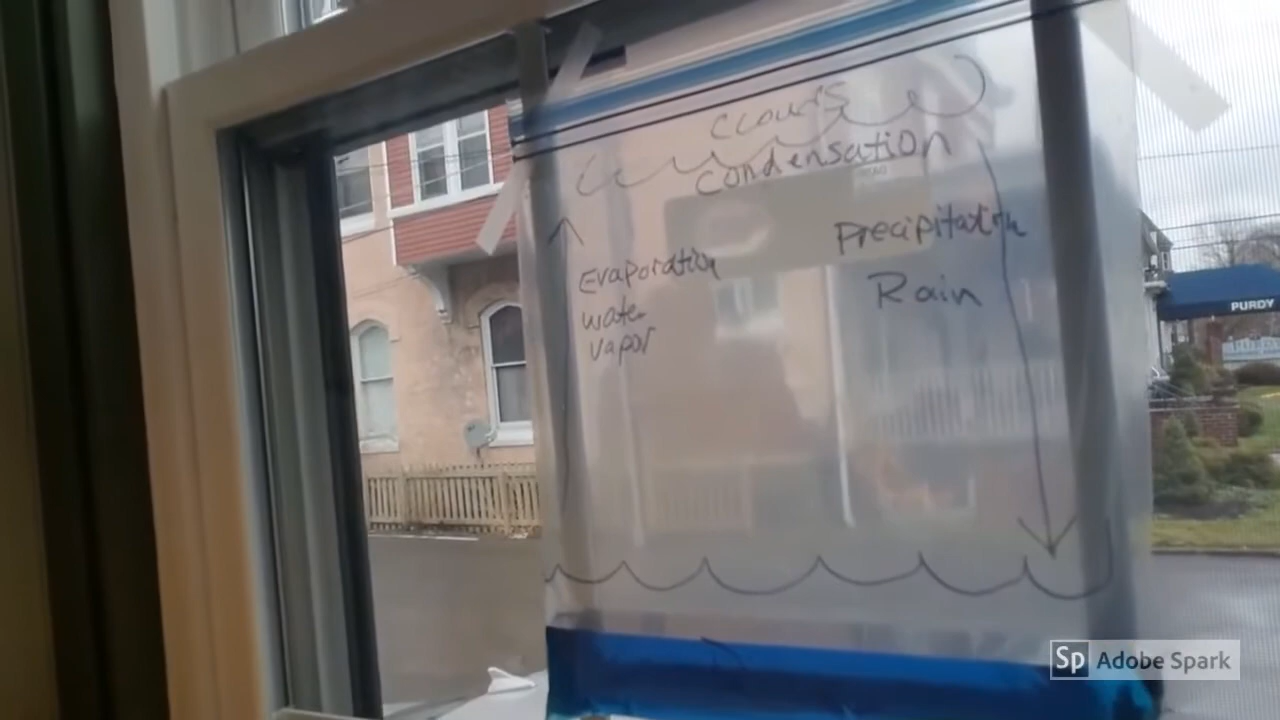 Clouds
Condensation
Precipitation
Rain
Evaporation
water
vapor
PURDY
Sp Adobe Spark